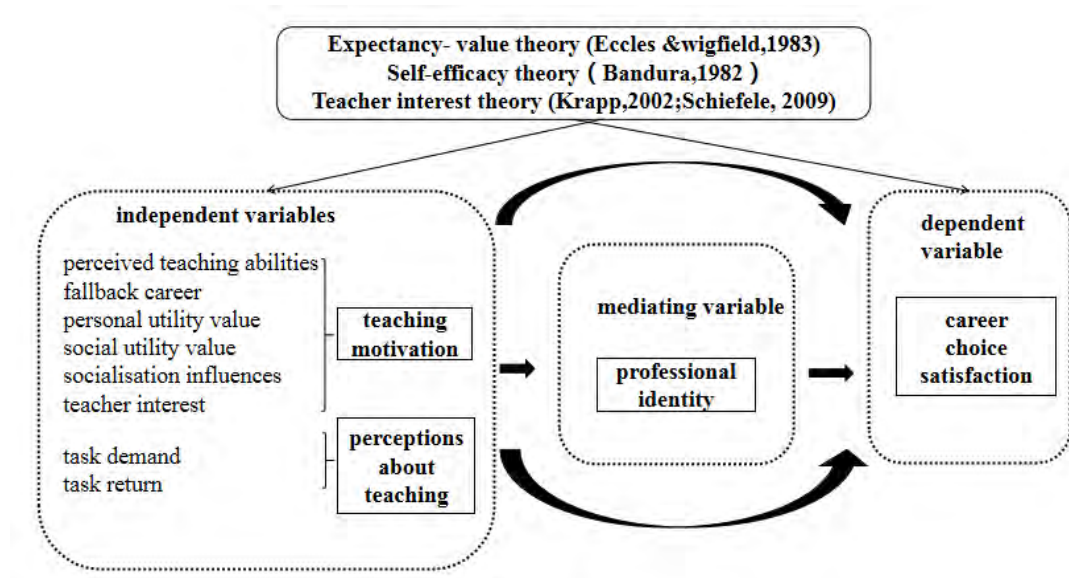 Expectancy- value theory (Eccles &wigfield,1983)
Self-efficacy theory ( Bandura,1982 )
Teacher interest theory (Krapp,2002;Schiefele, 2009)
independent variables
perceived teaching abilities
fallback career
personal utility value
social utility value
socialisation influences
teacher interest
teaching
motivation
task demand
task return
perceptions
about
teaching
mediating variable
professional
identity
dependent
variable
career
choice
satisfaction